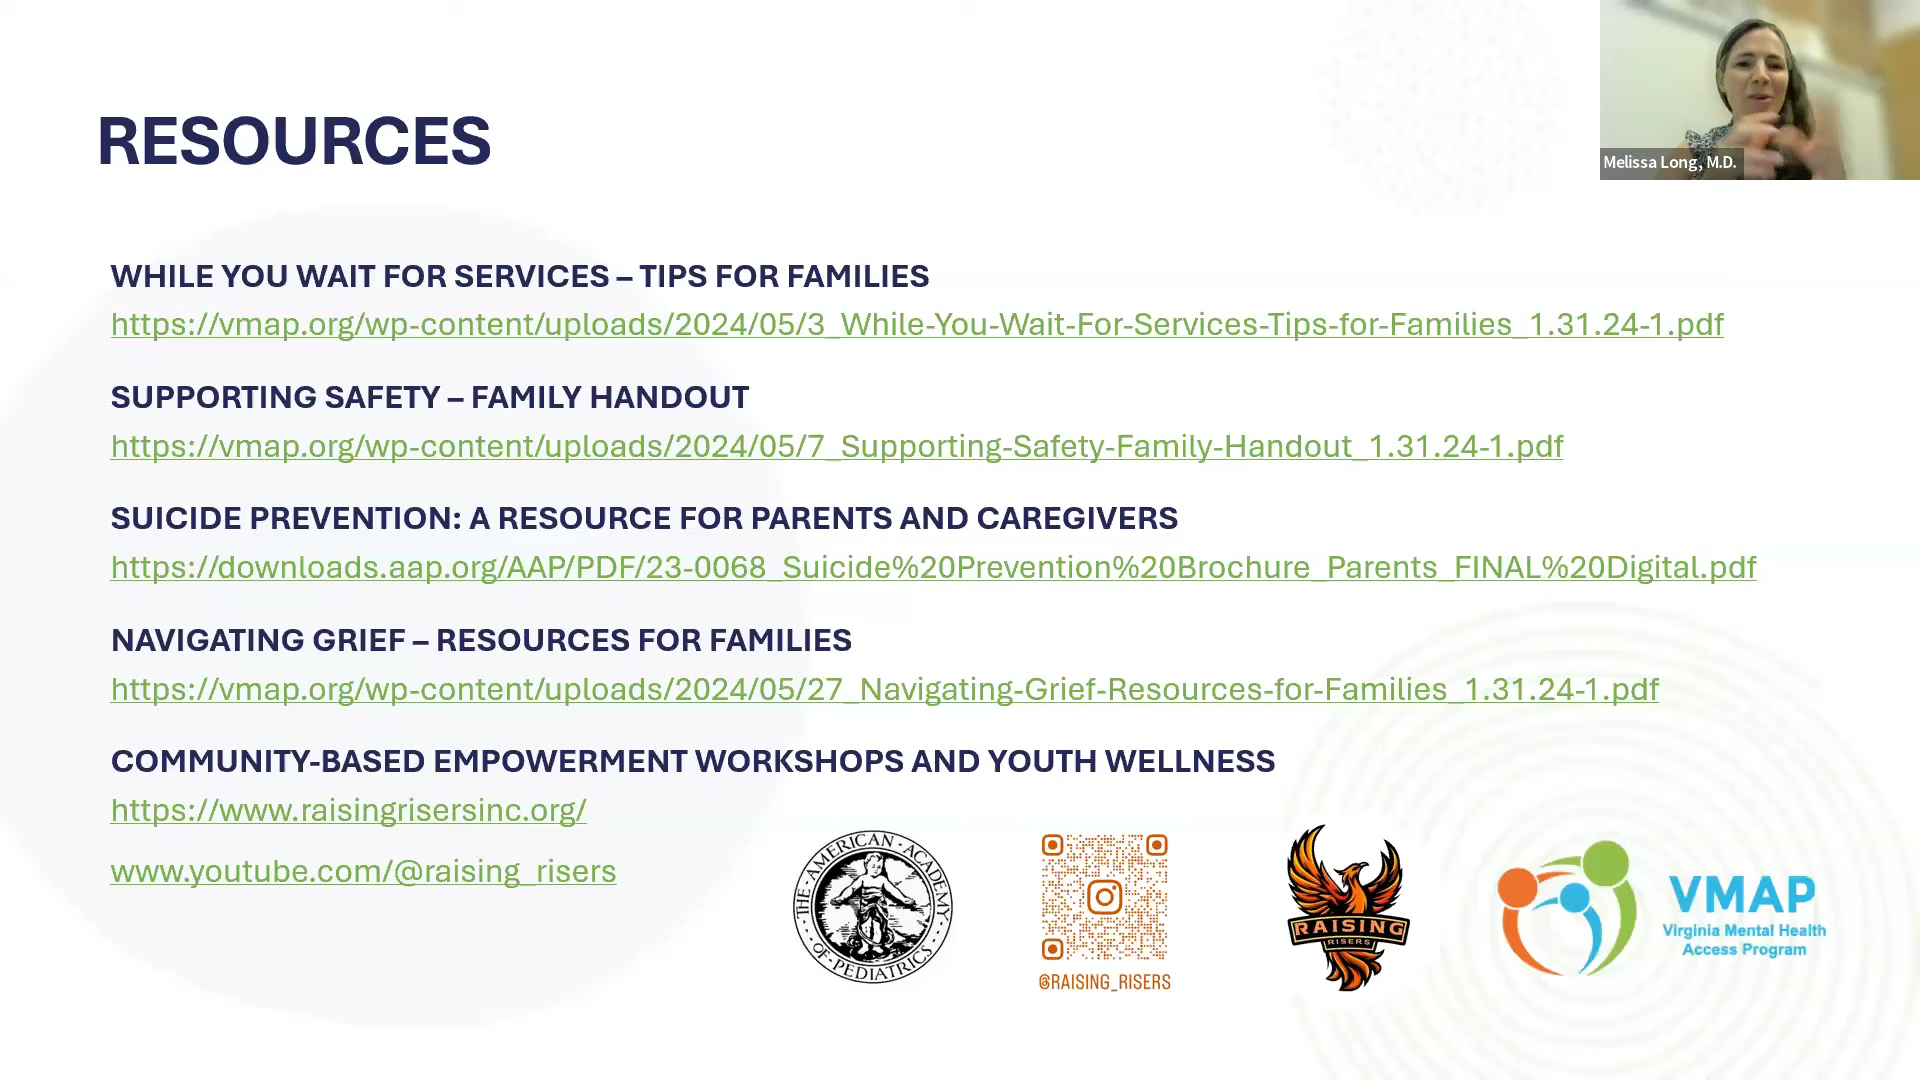 RESOURCES
Melissa Long, M.D.
WHILE YOU WAIT FOR SERVICES – TIPS FOR FAMILIES
https://vmap.org/wp-content/uploads/2024/05/3_While-You-Wait-For-Services-Tips-for-Families_1.31.24-1.pdf
SUPPORTING SAFETY – FAMILY HANDOUT
https://vmap.org/wp-content/uploads/2024/05/7_Supporting-Safety-Family-Handout_1.31.24-1.pdf
SUICIDE PREVENTION: A RESOURCE FOR PARENTS AND CAREGIVERS
https://downloads.aap.org/AAP/PDF/23-0068_Suicide%20Prevention%20Brochure_Parents_FINAL%20Digital.pdf
NAVIGATING GRIEF – RESOURCES FOR FAMILIES
https://vmap.org/wp-content/uploads/2024/05/27_Navigating-Grief-Resources-for-Families_1.31.24-1.pdf
COMMUNITY-BASED EMPOWERMENT WORKSHOPS AND YOUTH WELLNESS
https://www.raisingrisersinc.org/
www.youtube.com/@raising_risers
·THE·AMERICAN·ACADEMY·
·OF·PEDIATRICS·
@RAISING_RISERS
RAISING
RISERS
VMAP
Virginia Mental Health
Access Program